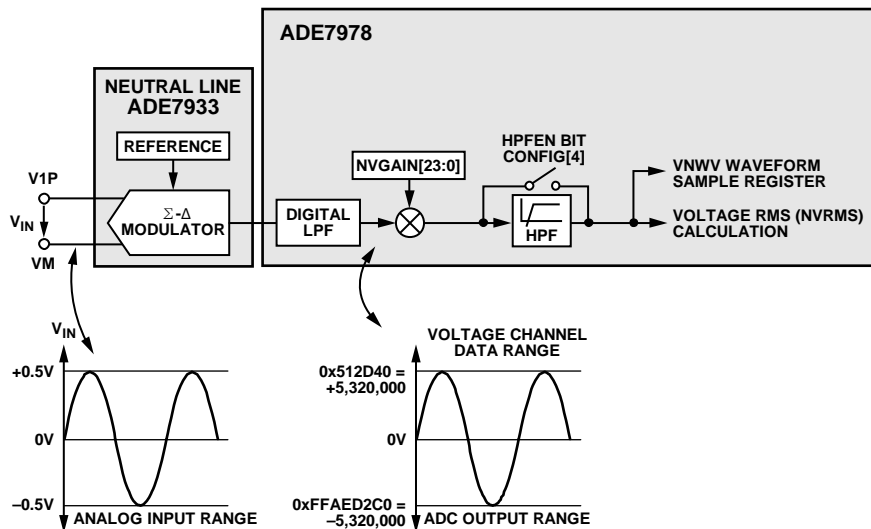 ADE7978
NEUTRAL LINE
ADE7933
REFERENCE
V1P
VIN
VM
Σ-Δ
MODULATOR
DIGITAL
LPF
NVGAIN[23:0]
HPFEN BIT
CONFIG[4]
HPF
VNWV WAVEFORM
SAMPLE REGISTER
VOLTAGE RMS (NVRMS)
CALCULATION
VIN
+0.5V
0V
–0.5V
ANALOG INPUT RANGE
VOLTAGE CHANNEL
DATA RANGE
0x512D40 =
+5,320,000
0V
0xFFAED2C0 =
–5,320,000
ADC OUTPUT RANGE